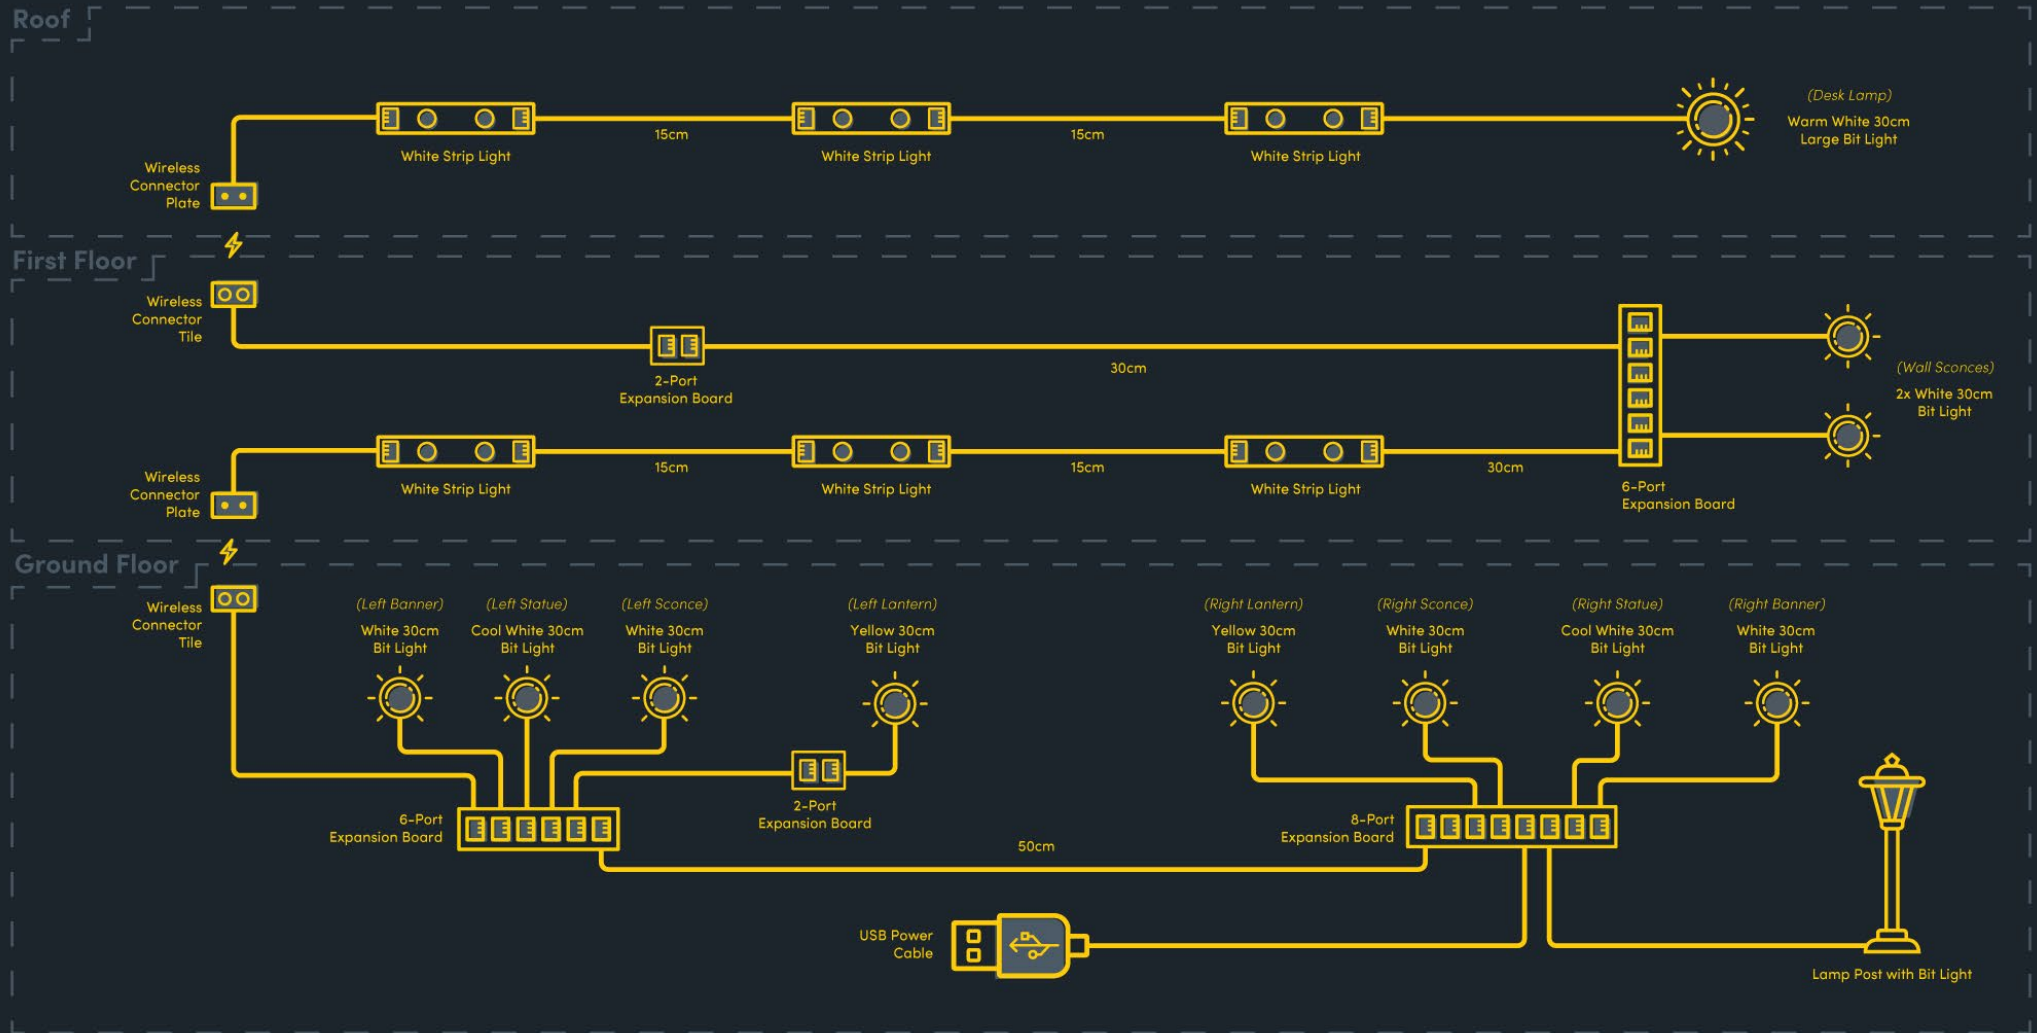 Roof
(Desk Lamp)
Warm White 30cm
Large Bit Light
15cm
15cm
White Strip Light
White Strip Light
White Strip Light
Wireless
Connector
Plate
First Floor
Wireless
Connector
Tile
2-Port
Expansion Board
30cm
(Wall Sconces)
2x White 30cm
Bit Light
Wireless
Connector
Plate
15cm
15cm
30cm
White Strip Light
White Strip Light
White Strip Light
6-Port
Expansion Board
Ground Floor
Wireless
Connector
Tile
(Left Banner)
White 30cm
Bit Light
(Left Statue)
Cool White 30cm
Bit Light
(Left Sconce)
White 30cm
Bit Light
(Left Lantern)
Yellow 30cm
Bit Light
(Right Lantern)
Yellow 30cm
Bit Light
(Right Sconce)
White 30cm
Bit Light
(Right Statue)
Cool White 30cm
Bit Light
(Right Banner)
White 30cm
Bit Light
6-Port
Expansion Board
2-Port
Expansion Board
50cm
8-Port
Expansion Board
USB Power
Cable
Lamp Post with Bit Light